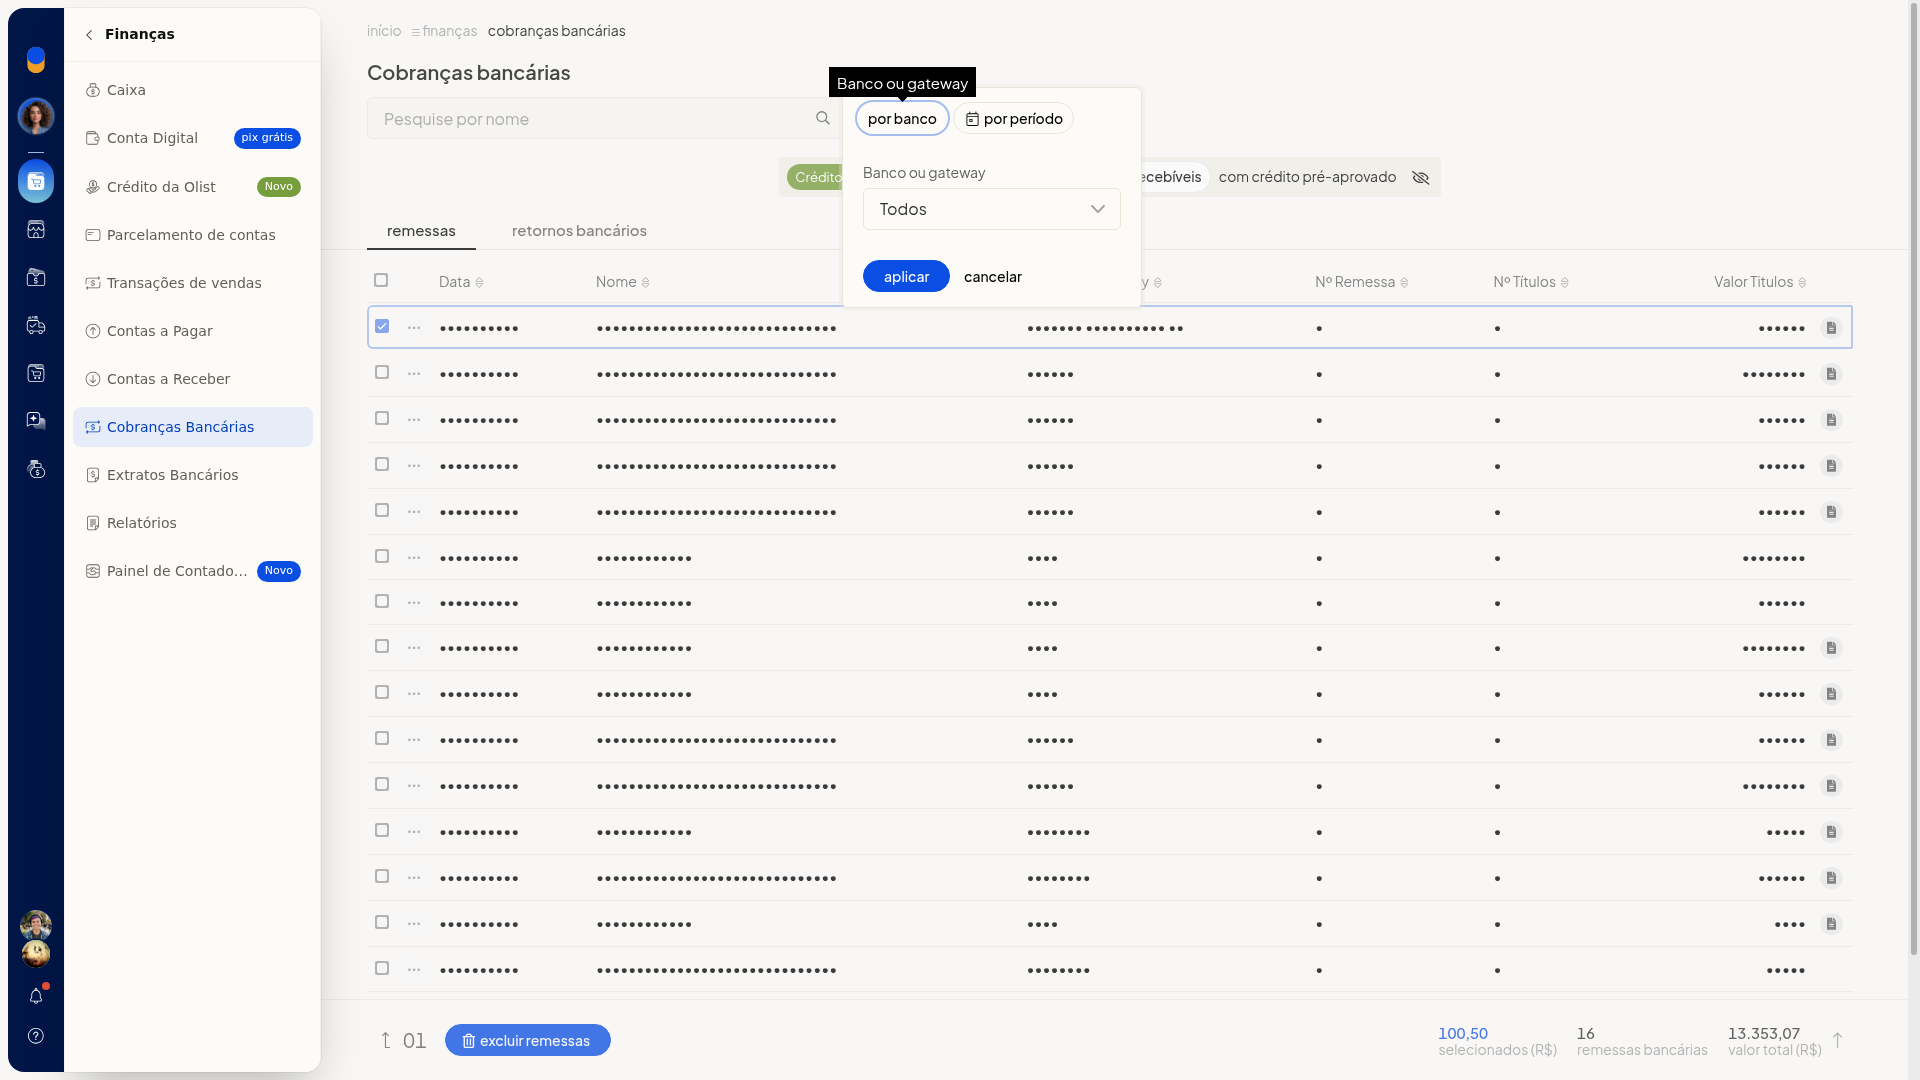 Finanças
Caixa
Conta Digital
pix grátis
Crédito da Olist
Novo
Parcelamento de contas
Transações de vendas
Contas a Pagar
Contas a Receber
Cobranças Bancárias
Extratos Bancários
Relatórios
Painel de Contado...
Novo
início finanças cobranças bancárias
Cobranças bancárias
Banco ou gateway
Pesquise por nome
por banco por período
Banco ou gateway
Todos
aplicar cancelar
Crédito
com crédito pré-aprovado
remessas retornos bancários
Data Nome Nº Remessa Nº Títulos Valor Titulos
01
excluir remessas
100,50
selecionados (R$)
16
remessas bancárias
13.353,07
valor total (R$)